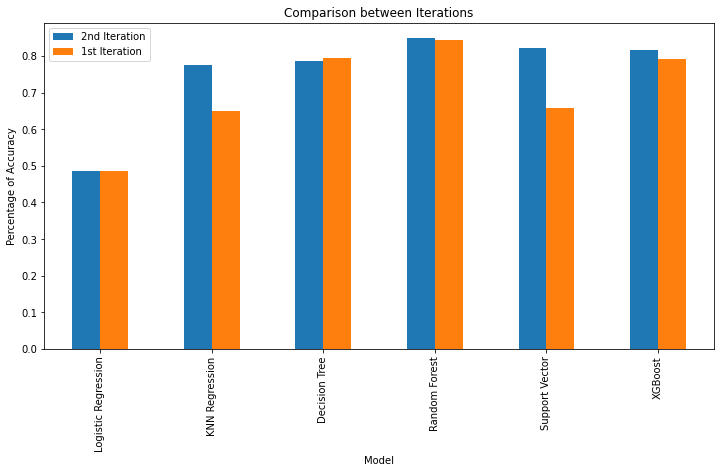 Comparison between Iterations
2nd Iteration
1st Iteration
Percentage of Accuracy
0.8
0.7
0.6
0.5
0.4
0.3
0.2
0.1
0.0
Logistic Regression
KNN Regression
Decision Tree
Random Forest
Support Vector
XGBoost
Model